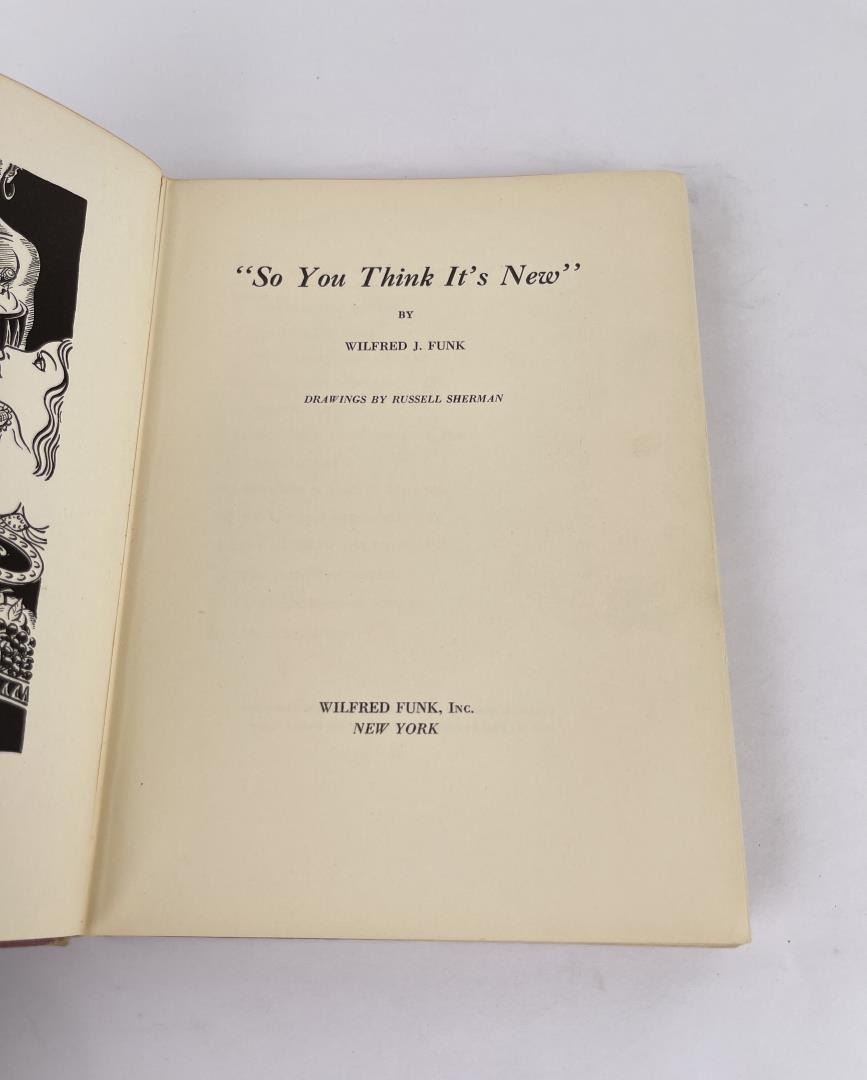 “So You Think It’s New”
BY
WILFRED J. FUNK
DRAWINGS BY RUSSELL SHERMAN
WILFRED FUNK, INC.
NEW YORK